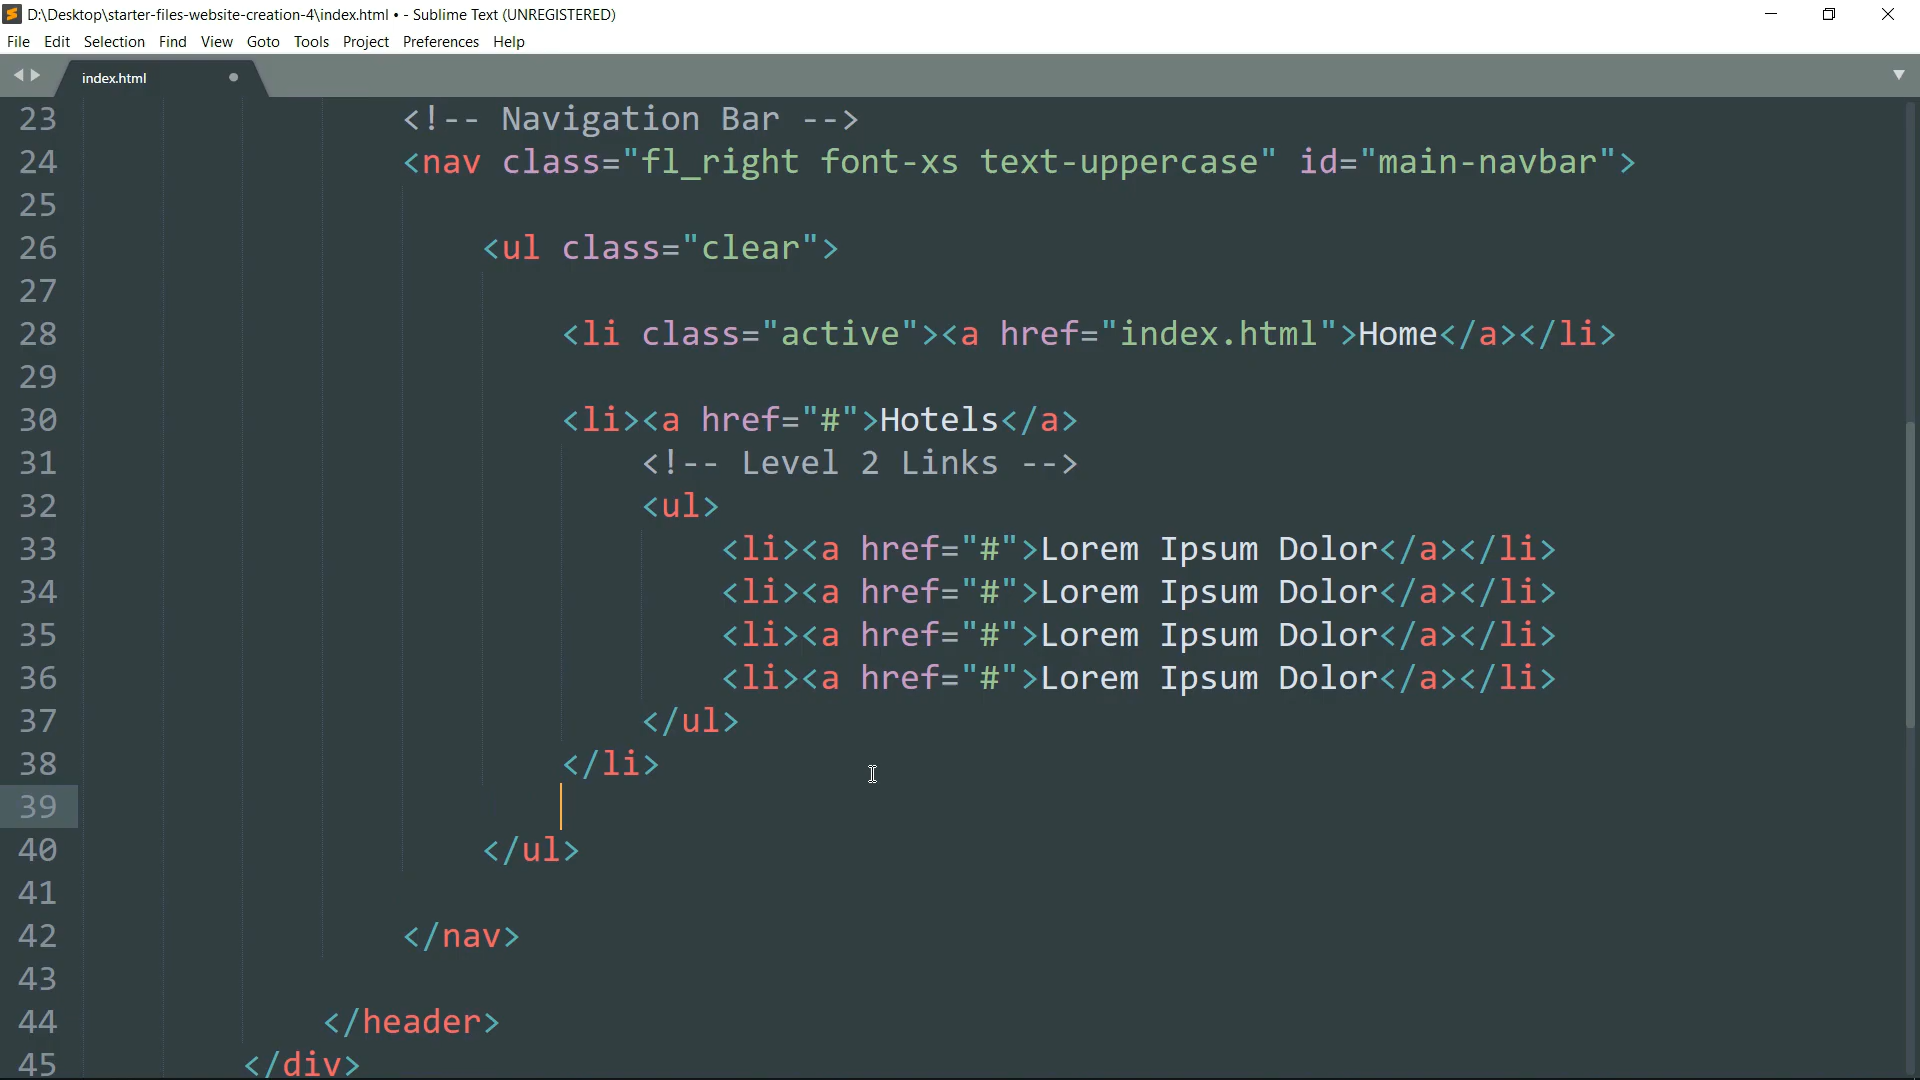 D:\Desktop\starter-files-website-creation-4\index.html • - Sublime Text (UNREGISTERED)
File Edit Selection Find View Goto Tools Project Preferences Help
index.html
23 <!-- Navigation Bar -->
24 <nav class="fl_right font-xs text-uppercase" id="main-navbar">
25
26 <ul class="clear">
27
28 <li class="active"><a href="index.html">Home</a></li>
29
30 <li><a href="#">Hotels</a>
31 <!-- Level 2 Links -->
32 <ul>
33 <li><a href="#">Lorem Ipsum Dolor</a></li>
34 <li><a href="#">Lorem Ipsum Dolor</a></li>
35 <li><a href="#">Lorem Ipsum Dolor</a></li>
36 <li><a href="#">Lorem Ipsum Dolor</a></li>
37 </ul>
38 </li>
39
40 </ul>
41
42 </nav>
43
44 </header>
45 </div>